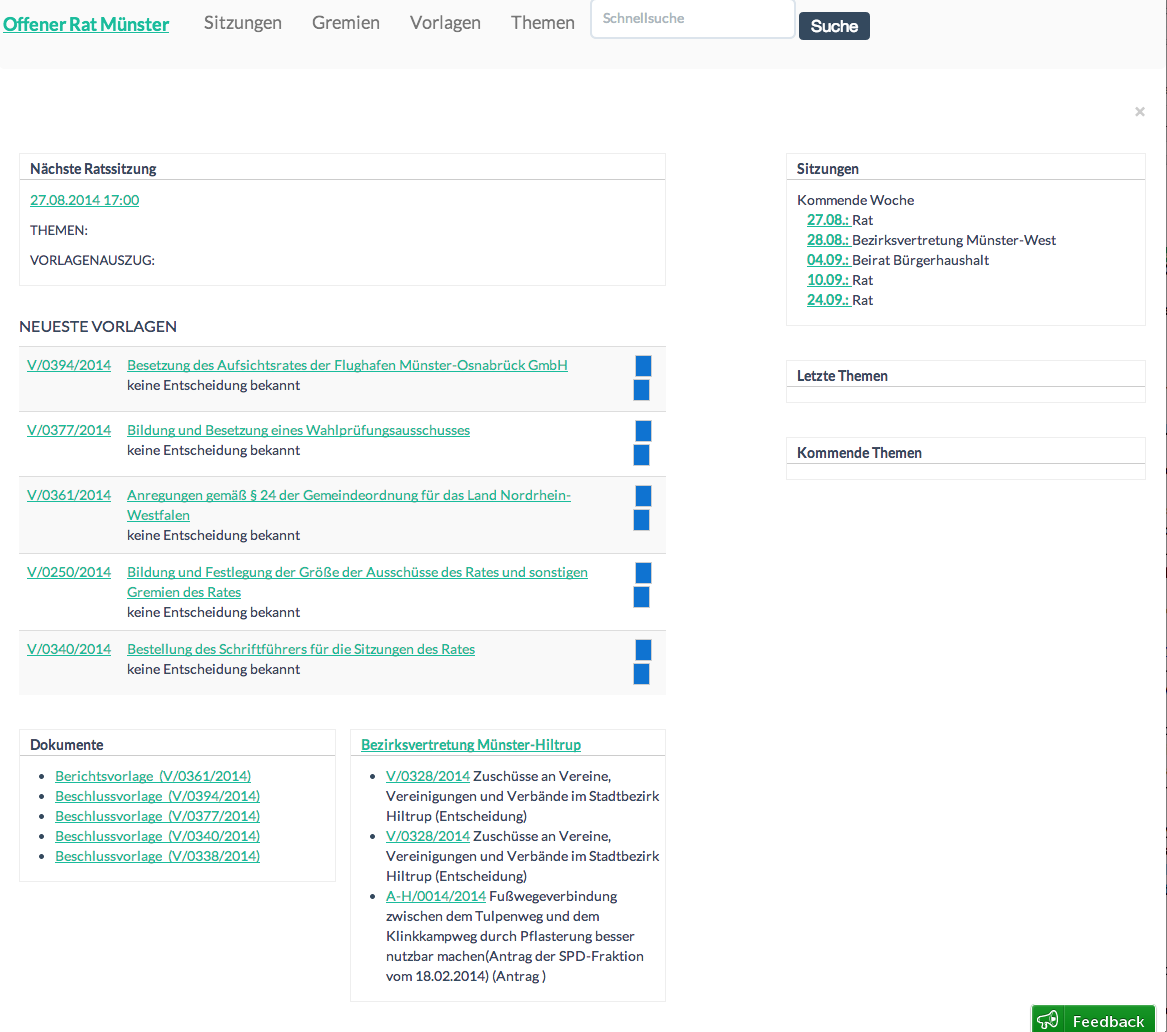 Offener Rat Münster Sitzungen Gremien Vorlagen Themen Schnellsuche Suche
×
Nächste Ratssitzung
27.08.2014 17:00
THEMEN:
VORLAGENAUSZUG:
NEUESTE VORLAGEN
V/0394/2014 Besetzung des Aufsichtsrates der Flughafen Münster-Osnabrück GmbH
keine Entscheidung bekannt
V/0377/2014 Bildung und Besetzung eines Wahlprüfungsausschusses
keine Entscheidung bekannt
V/0361/2014 Anregungen gemäß § 24 der Gemeindeordnung für das Land Nordrhein-
Westfalen
keine Entscheidung bekannt
V/0250/2014 Bildung und Festlegung der Größe der Ausschüsse des Rates und sonstigen
Gremien des Rates
keine Entscheidung bekannt
V/0340/2014 Bestellung des Schriftführers für die Sitzungen des Rates
keine Entscheidung bekannt
Dokumente
Berichtsvorlage (V/0361/2014)
Beschlussvorlage (V/0394/2014)
Beschlussvorlage (V/0377/2014)
Beschlussvorlage (V/0340/2014)
Beschlussvorlage (V/0338/2014)
Bezirksvertretung Münster-Hiltrup
V/0328/2014 Zuschüsse an Vereine,
Vereinigungen und Verbände im Stadtbezirk
Hiltrup (Entscheidung)
V/0328/2014 Zuschüsse an Vereine,
Vereinigungen und Verbände im Stadtbezirk
Hiltrup (Entscheidung)
A-H/0014/2014 Fußwegeverbindung
zwischen dem Tulpenweg und dem
Klinkkampweg durch Pflasterung besser
nutzbar machen(Antrag der SPD-Fraktion
vom 18.02.2014) (Antrag )
Sitzungen
Kommende Woche
27.08.: Rat
28.08.: Bezirksvertretung Münster-West
04.09.: Beirat Bürgerhaushalt
10.09.: Rat
24.09.: Rat
Letzte Themen
Kommende Themen
Feedback